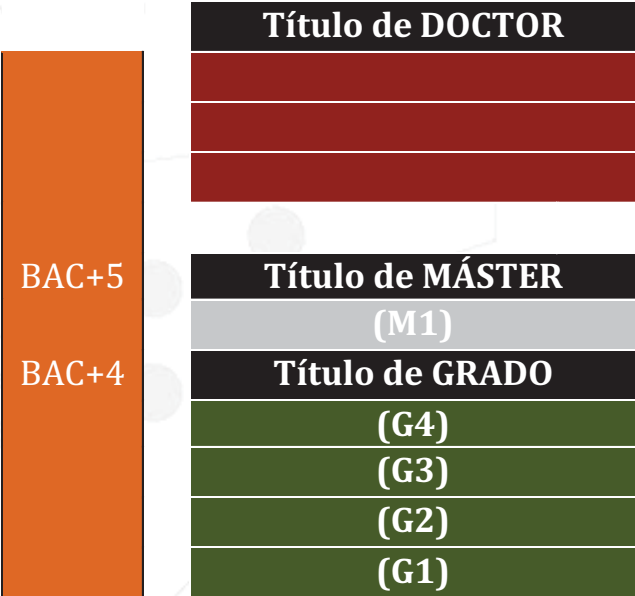 Título de DOCTOR
BAC+5 Título de MÁSTER
(M1)
BAC+4 Título de GRADO
(G4)
(G3)
(G2)
(G1)